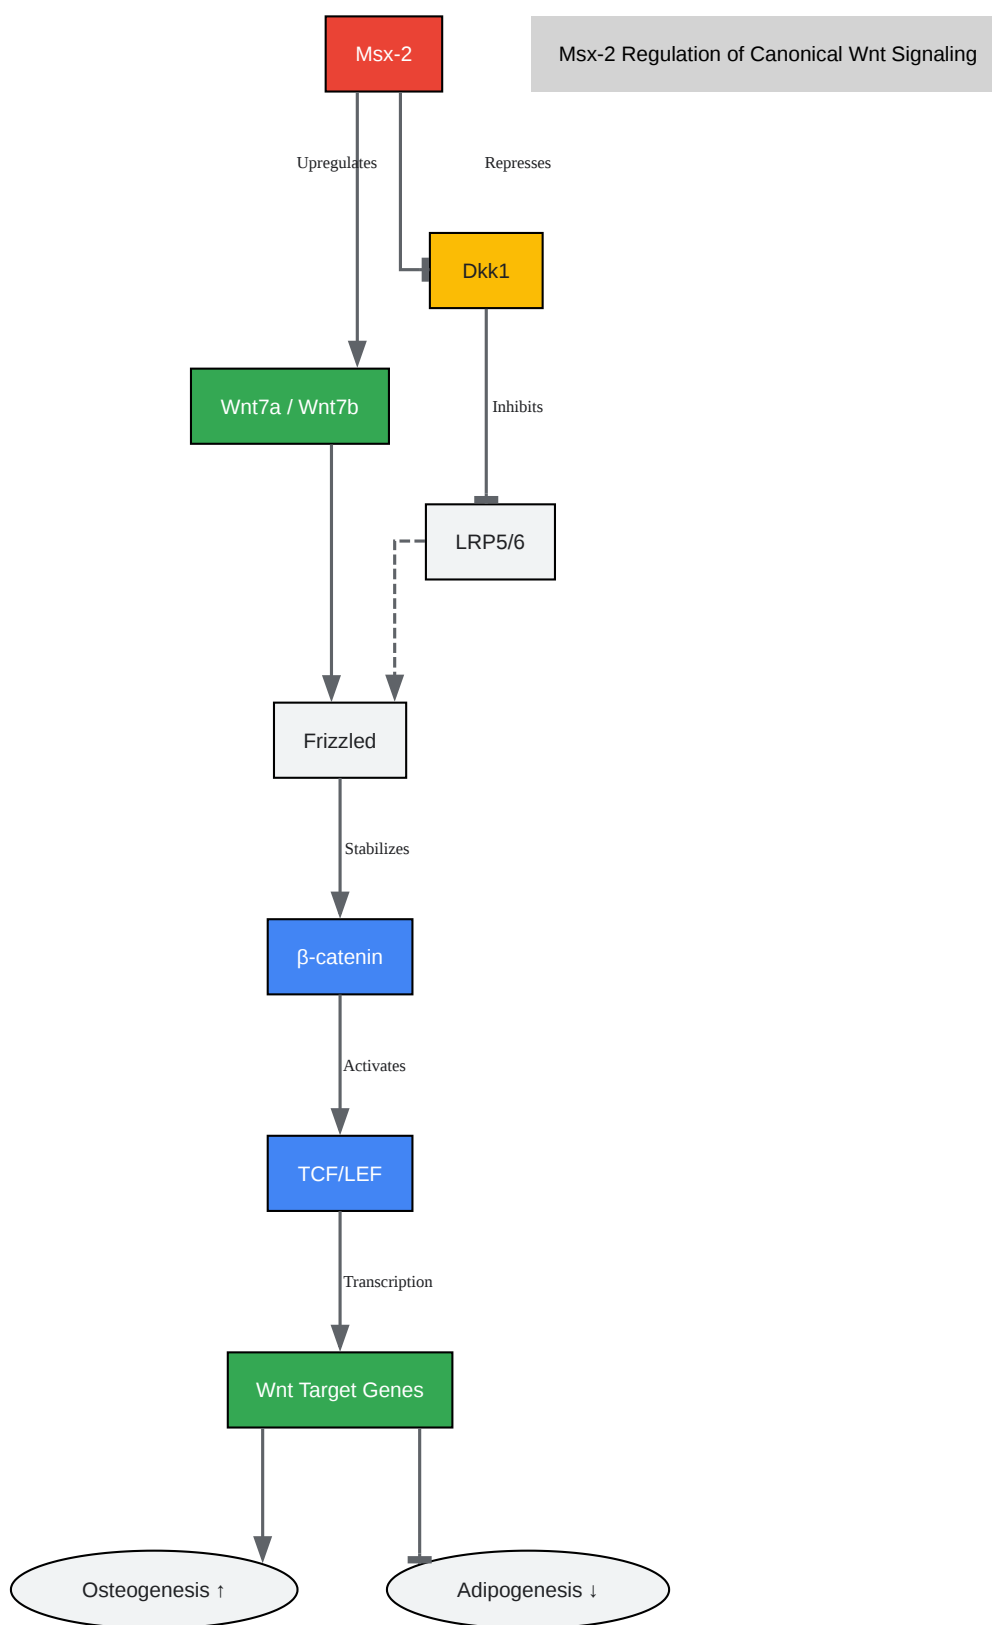 Msx-2
Msx-2 Regulation of Canonical Wnt Signaling
Upregulates
Represses
Dkk1
Wnt7a / Wnt7b
Inhibits
LRP5/6
Frizzled
Stabilizes
β-catenin
Activates
TCF/LEF
Transcription
Wnt Target Genes
Osteogenesis ↑
Adipogenesis ↓